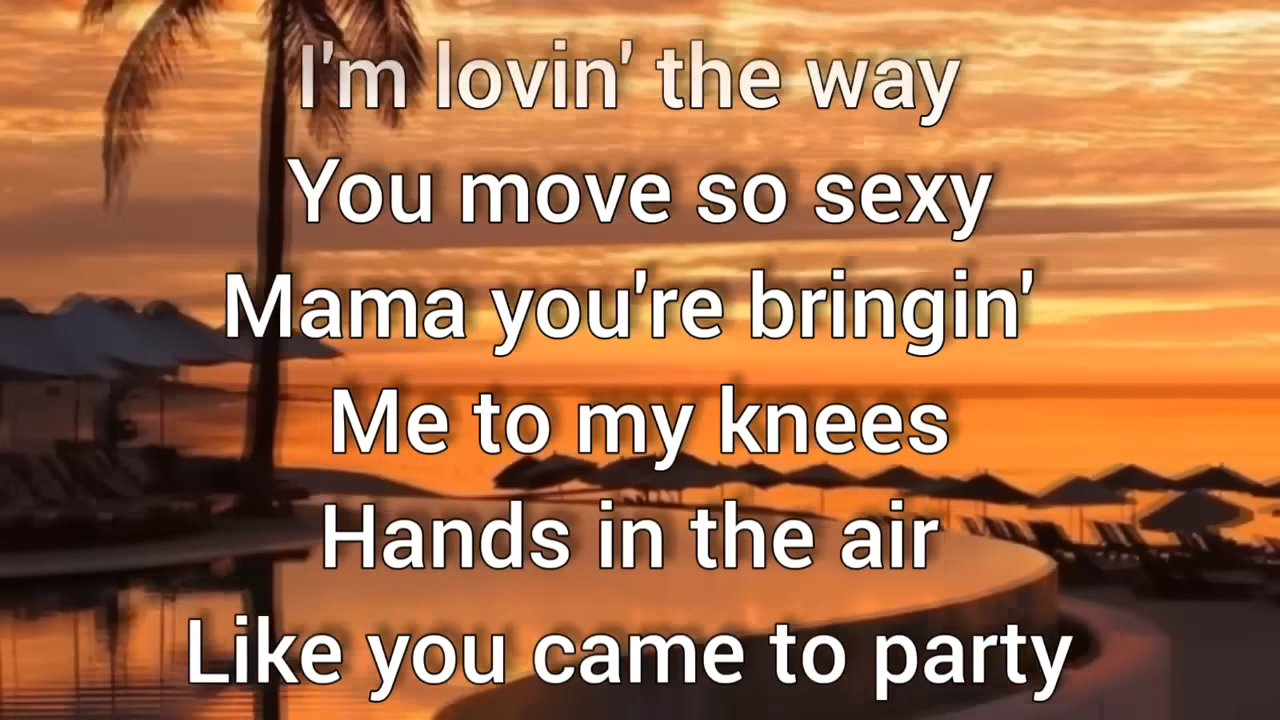 I'm lovin' the way
You move so sexy
Mama you're bringin'
Me to my knees
Hands in the air
Like you came to party